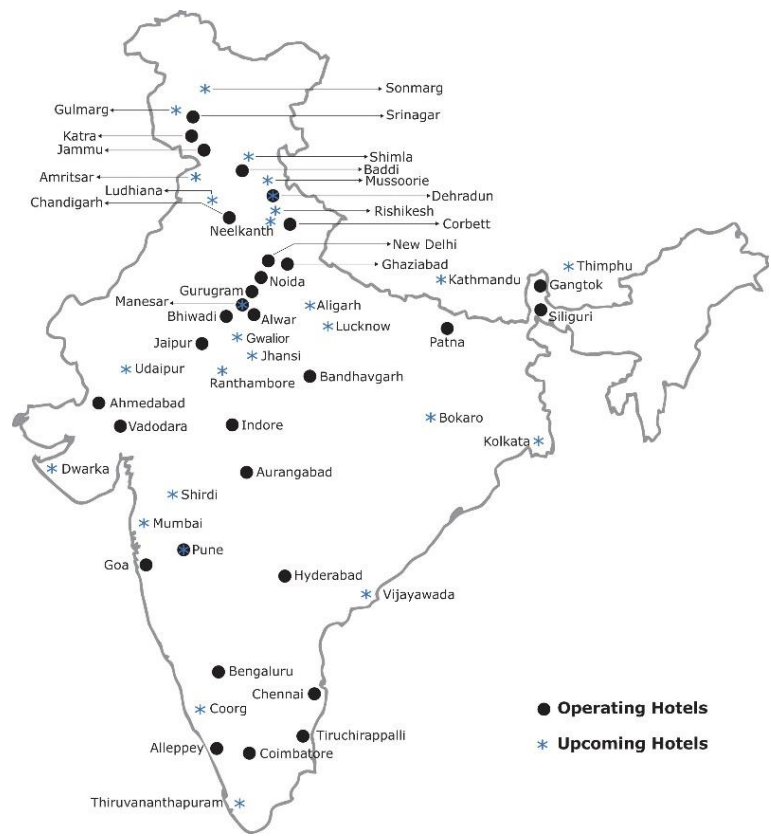 Sonmarg
Gulmarg
Srinagar
Katra
Jammu
Shimla
Baddi
Amritsar
Mussoorie
Ludhiana
Dehradun
Chandigarh
Rishikesh
Neelkanth
Corbett
New Delhi
Ghaziabad
Thimphu
Noida
Kathmandu
Gangtok
Gurugram
Manesar
Aligarh
Siliguri
Bhiwadi
Alwar
Lucknow
Patna
Jaipur
Gwalior
Jhansi
Udaipur
Ranthambore
Bandhavgarh
Ahmedabad
Bokaro
Vadodara
Indore
Kolkata
Dwarka
Aurangabad
Shirdi
Mumbai
Pune
Goa
Hyderabad
Vijayawada
Bengaluru
Chennai
Coorg
Operating Hotels
Tiruchirappalli
Upcoming Hotels
Alleppey
Coimbatore
Thiruvananthapuram